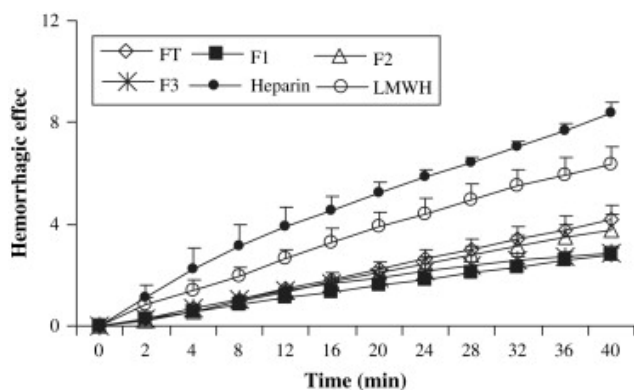 12
FT F1 F2
F3 Heparin LMWH
8
4
0
Hemorrhagic effec
0 2 4 8 12 16 20 24 28 32 36 40
Time (min)